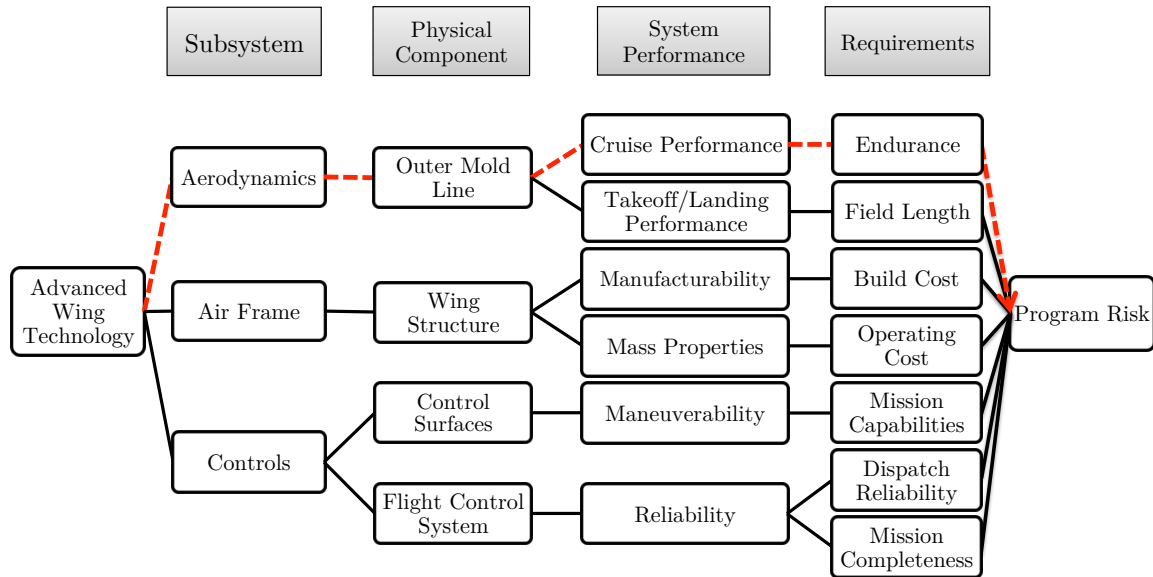 Subsystem
Physical
Component
System
Performance
Requirements
Advanced
Wing
Technology
Aerodynamics
Outer Mold
Line
Cruise Performance
Endurance
Takeoff/Landing
Performance
Field Length
Air Frame
Wing
Structure
Manufacturability
Build Cost
Mass Properties
Operating
Cost
Controls
Control
Surfaces
Maneuverability
Mission
Capabilities
Flight Control
System
Reliability
Dispatch
Reliability
Mission
Completeness
Program Risk